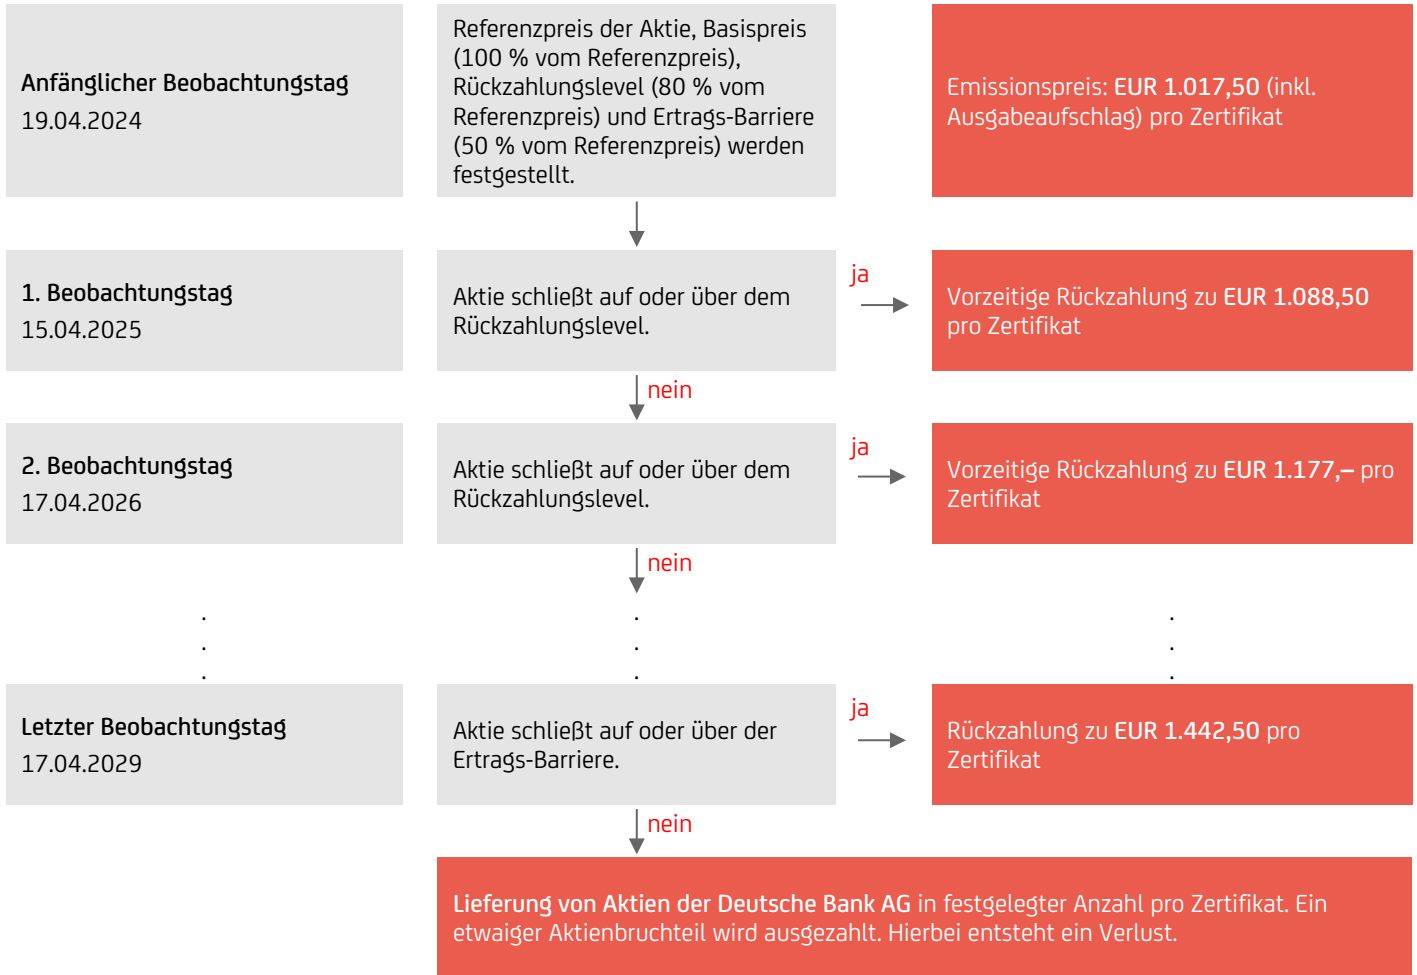 Anfänglicher Beobachtungstag
19.04.2024
Referenzpreis der Aktie, Basispreis
(100 % vom Referenzpreis),
Rückzahlungslevel (80 % vom
Referenzpreis) und Ertrags-Barriere
(50 % vom Referenzpreis) werden
festgestellt.
Emissionspreis: EUR 1.017,50 (inkl.
Ausgabeaufschlag) pro Zertifikat
1. Beobachtungstag
15.04.2025
Aktie schließt auf oder über dem
Rückzahlungslevel.
ja
Vorzeitige Rückzahlung zu EUR 1.088,50
pro Zertifikat
nein
2. Beobachtungstag
17.04.2026
Aktie schließt auf oder über dem
Rückzahlungslevel.
ja
Vorzeitige Rückzahlung zu EUR 1.177,– pro
Zertifikat
nein
. . .
. . .
. . .
Letzter Beobachtungstag
17.04.2029
Aktie schließt auf oder über der
Ertrags-Barriere.
ja
Rückzahlung zu EUR 1.442,50 pro
Zertifikat
nein
Lieferung von Aktien der Deutsche Bank AG in festgelegter Anzahl pro Zertifikat. Ein
etwaiger Aktienbruchteil wird ausgezahlt. Hierbei entsteht ein Verlust.